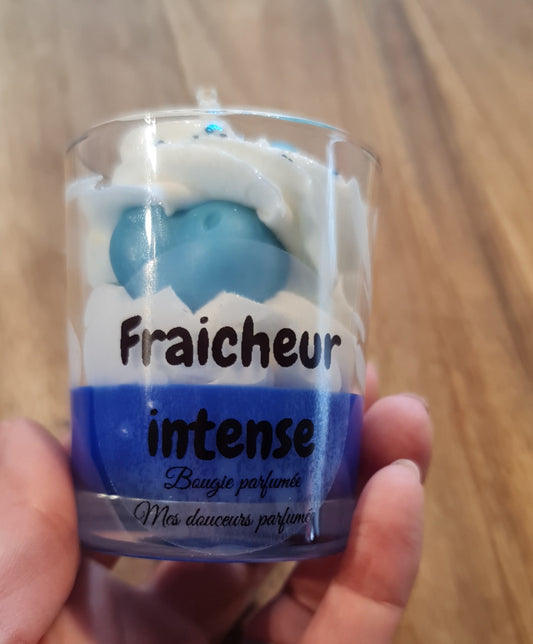 Fraicheur
intense
Bougie parfumée
Mes douceurs parfumé